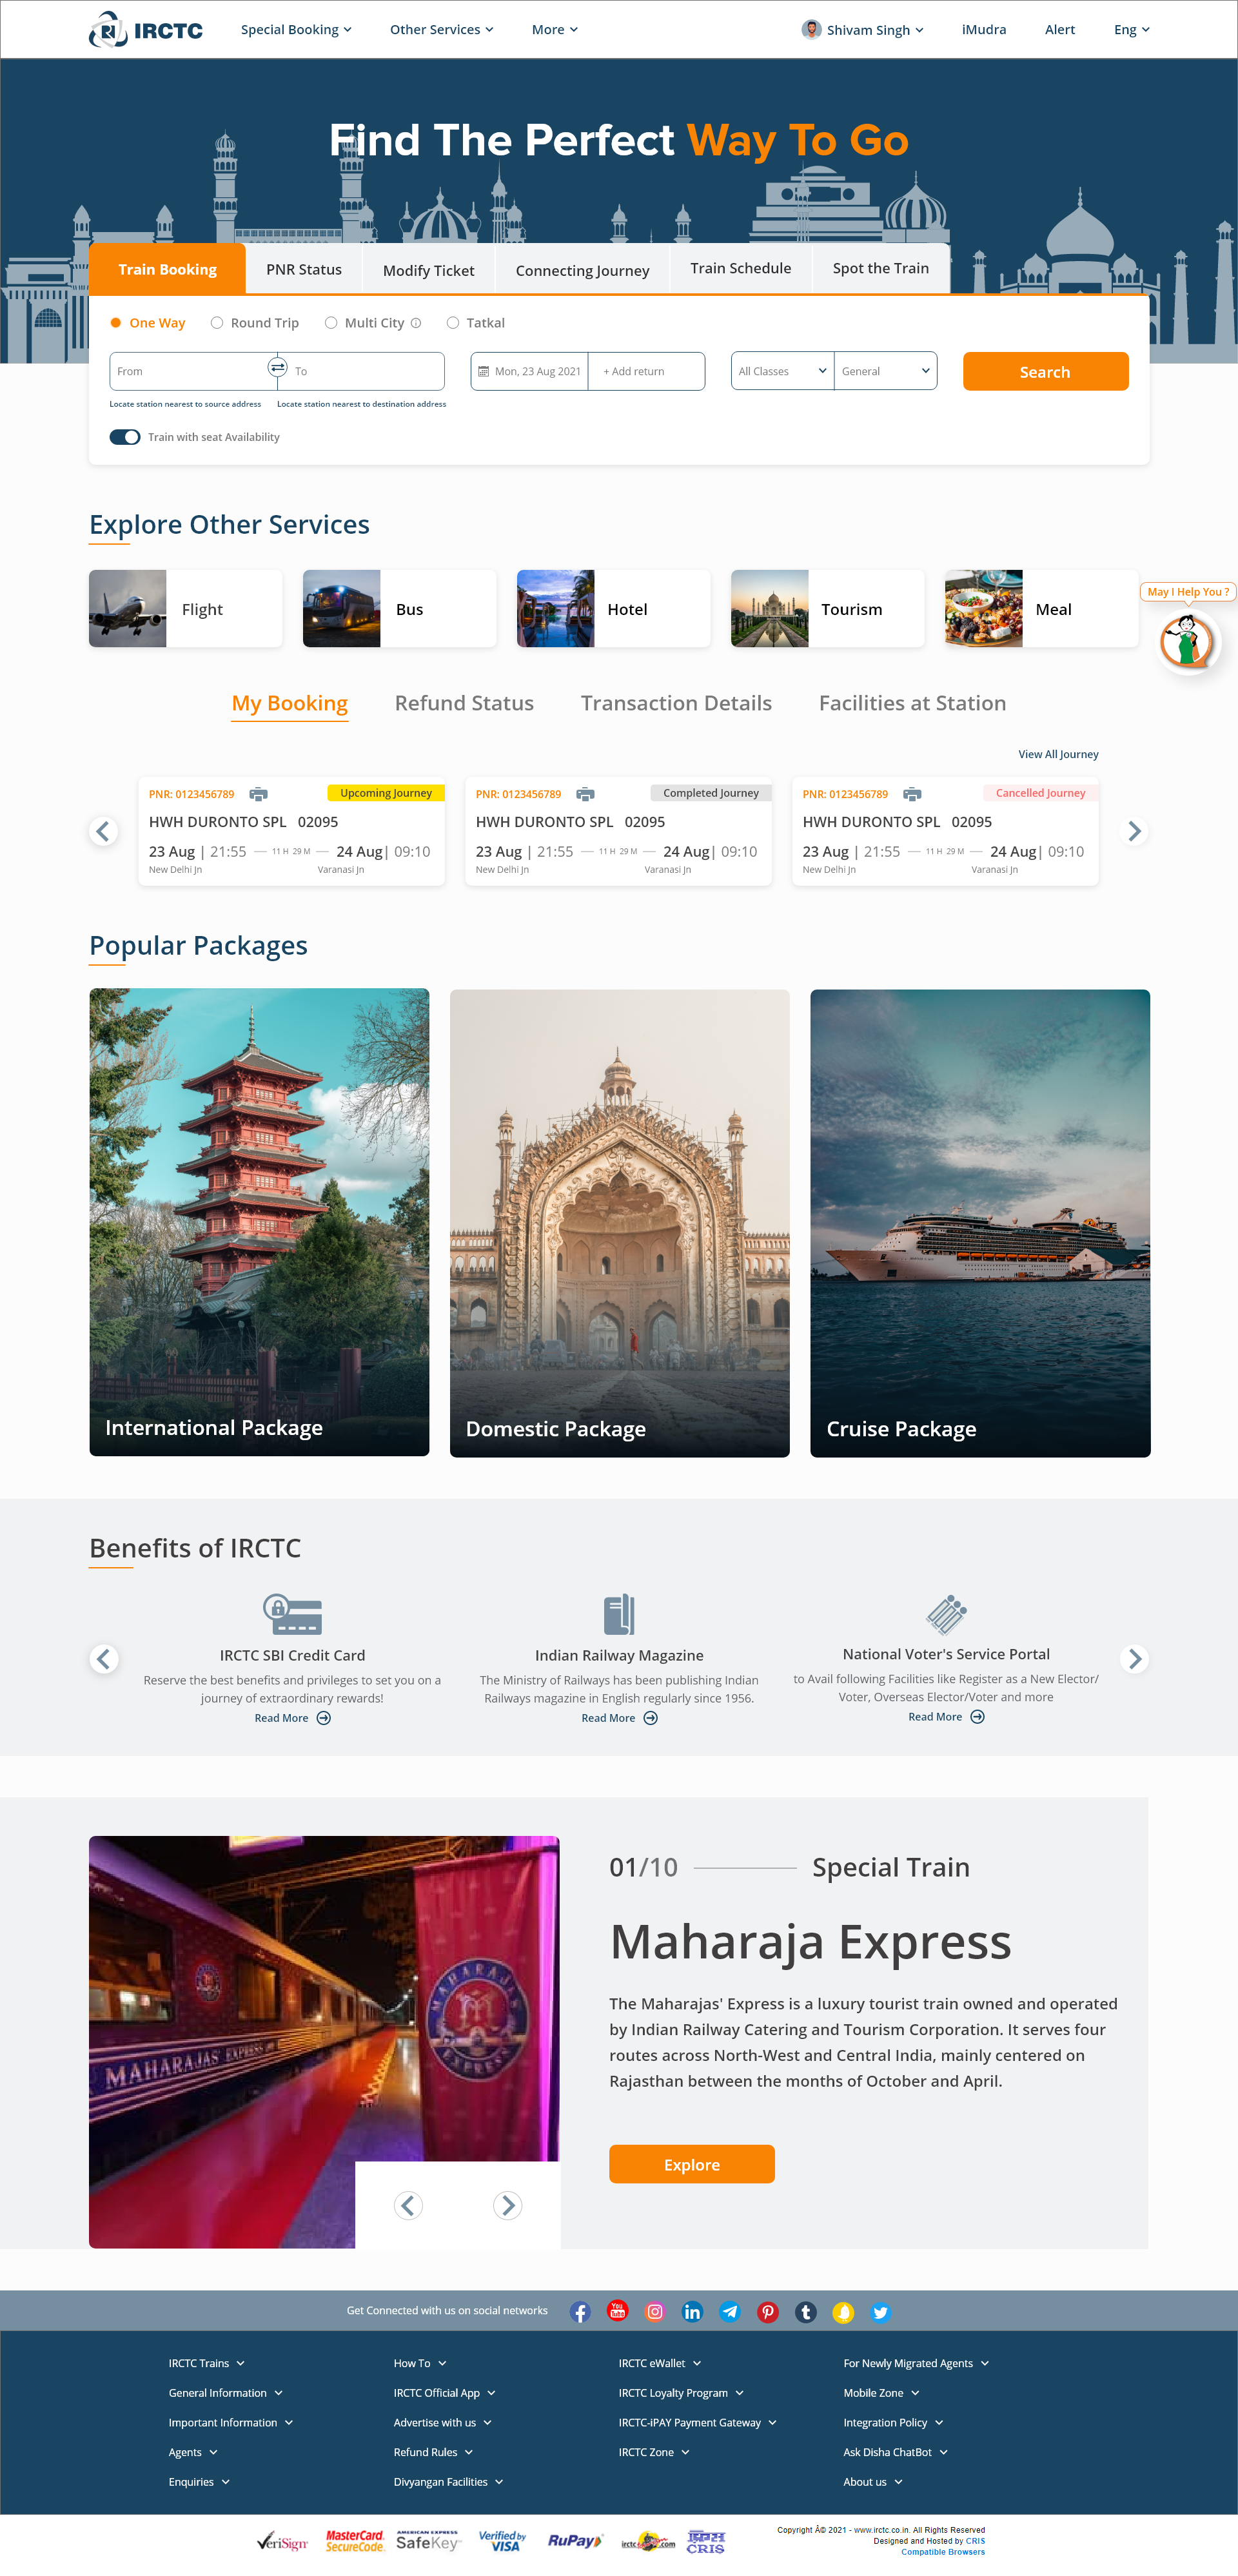 IRCTC
Special Booking
Other Services
More
Shivam Singh
iMudra
Alert
Eng
Find The Perfect Way To Go
Train Booking
PNR Status
Modify Ticket
Connecting Journey
Train Schedule
Spot the Train
One Way
Round Trip
Multi City
Tatkal
From
To
Mon, 23 Aug 2021
+ Add return
All Classes
General
Search
Locate station nearest to source address
Locate station nearest to destination address
Train with seat Availability
Explore Other Services
Flight
Bus
Hotel
Tourism
Meal
May I Help You ?
My Booking
Refund Status
Transaction Details
Facilities at Station
View All Journey
PNR: 0123456789
Upcoming Journey
HWH DURONTO SPL 02095
23 Aug | 21:55
11 H 29 M
24 Aug| 09:10
New Delhi Jn
Varanasi Jn
PNR: 0123456789
Completed Journey
HWH DURONTO SPL 02095
23 Aug | 21:55
11 H 29 M
24 Aug| 09:10
New Delhi Jn
Varanasi Jn
PNR: 0123456789
Cancelled Journey
HWH DURONTO SPL 02095
23 Aug | 21:55
11 H 29 M
24 Aug| 09:10
New Delhi Jn
Varanasi Jn
Popular Packages
International Package
Domestic Package
Cruise Package
Benefits of IRCTC
IRCTC SBI Credit Card
Reserve the best benefits and privileges to set you on a
journey of extraordinary rewards!
Read More
Indian Railway Magazine
The Ministry of Railways has been publishing Indian
Railways magazine in English regularly since 1956.
Read More
National Voter's Service Portal
to Avail following Facilities like Register as a New Elector/
Voter, Overseas Elector/Voter and more
Read More
MAHARAJAS' EXPRESS
MAHARAJAS
EXPRESS
01/10
Special Train
Maharaja Express
The Maharajas' Express is a luxury tourist train owned and operated
by Indian Railway Catering and Tourism Corporation. It serves four
routes across North-West and Central India, mainly centered on
Rajasthan between the months of October and April.
Explore
Get Connected with us on social networks
You
Tube
IRCTC Trains
How To
IRCTC eWallet
For Newly Migrated Agents
General Information
IRCTC Official App
IRCTC Loyalty Program
Mobile Zone
Important Information
Advertise with us
IRCTC-iPAY Payment Gateway
Integration Policy
Agents
Refund Rules
IRCTC Zone
Ask Disha ChatBot
Enquiries
Divyangan Facilities
About us
VeriSign
MasterCard.
SecureCode.
AMERICAN EXPRESS
SafeKey
Verified by
VISA
RuPay
irctc
.com
CRIS
Copyright Â© 2021 - www.irctc.co.in. All Rights Reserved
Designed and Hosted by CRIS
Compatible Browsers